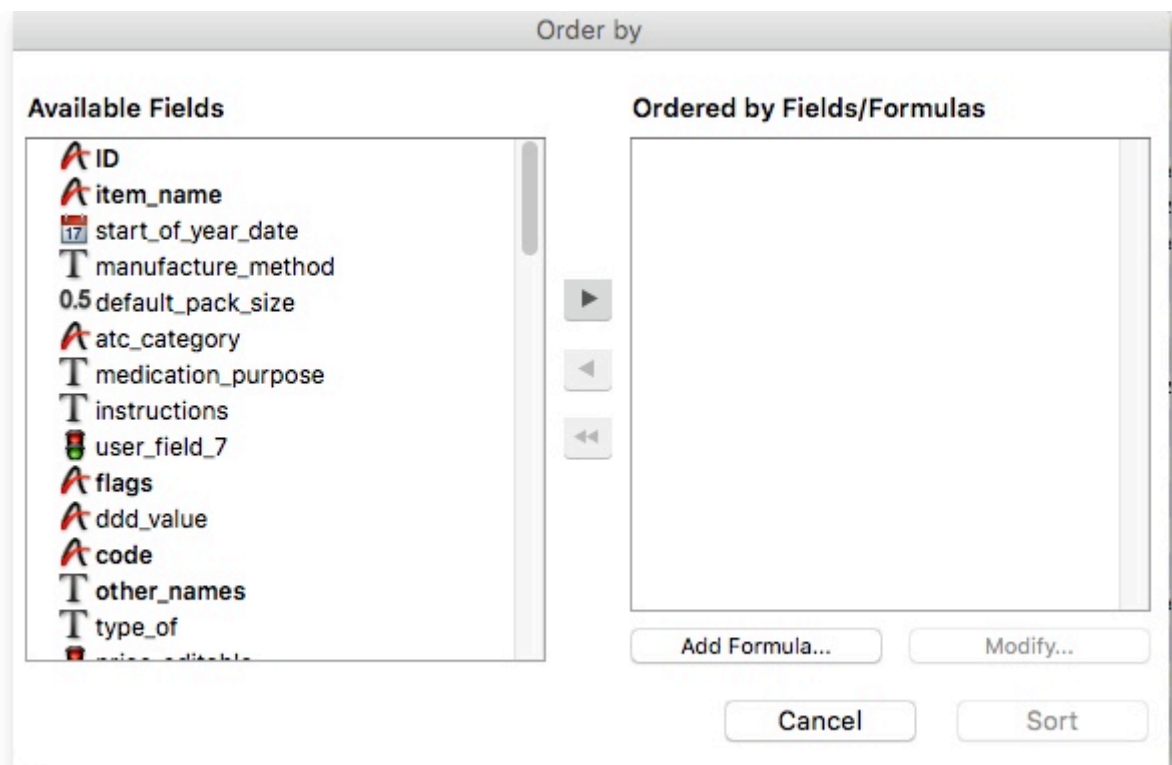 Order by
Available Fields
ID
item_name
17 start_of_year_date
T manufacture_method
0.5 default_pack_size
atc_category
T medication_purpose
T instructions
user_field_7
flags
ddd_value
code
T other_names
T type_of
Ordered by Fields/Formulas
Add Formula...
Modify...
Cancel
Sort